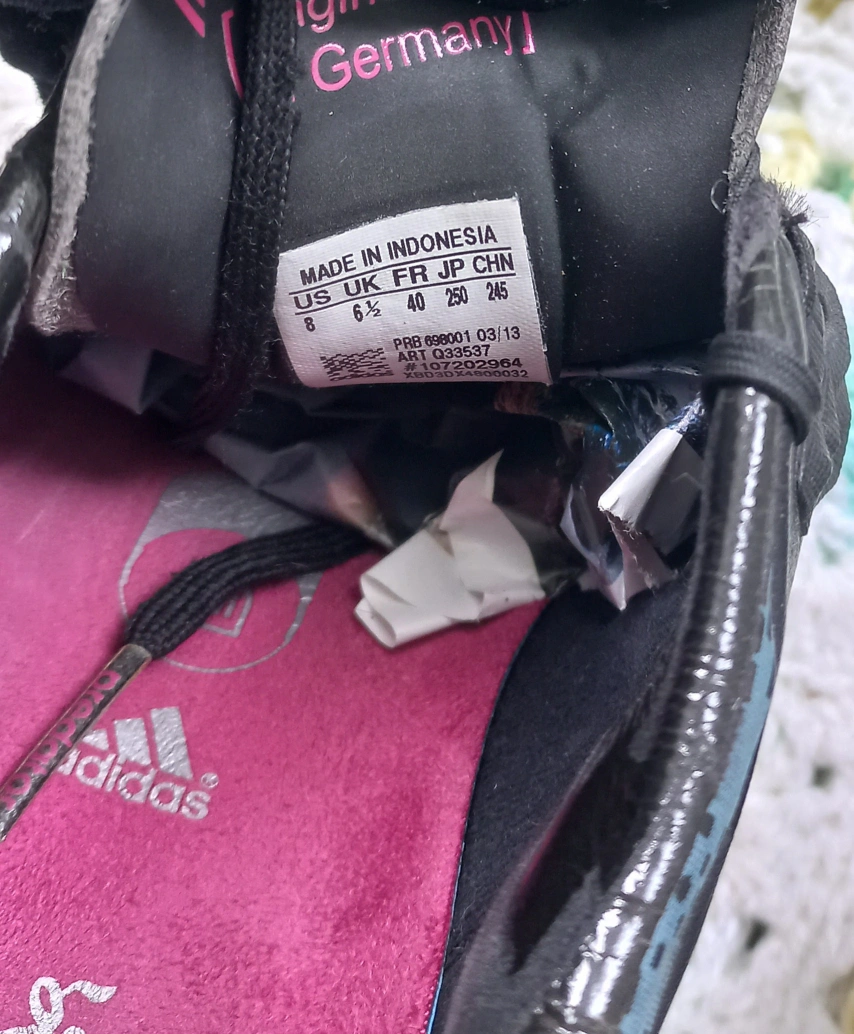 Germany]
MADE IN INDONESIA
US UK FR JP CHN
8 6½ 40 250 245
PRB 698001 03/13
ART Q33537
#107202964
adidas®